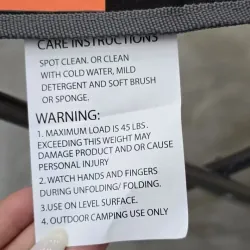 CARE INSTRUCTIONS
SPOT CLEAN. OR CLEAN
WITH COLD WATER, MILD
DETERGENT AND SOFT BRUSH
OR SPONGE.
WARNING:
1. MAXIMUM LOAD IS 45 LBS.
EXCEEDING THIS WEIGHT MAY
DAMAGE PRODUCT AND OR CAUSE
PERSONAL INJURY
2. WATCH HANDS AND FINGERS
DURING UNFOLDING/ FOLDING.
3.USE ON LEVEL SURFACE.
4. OUTDOOR CAMPING USE ONLY